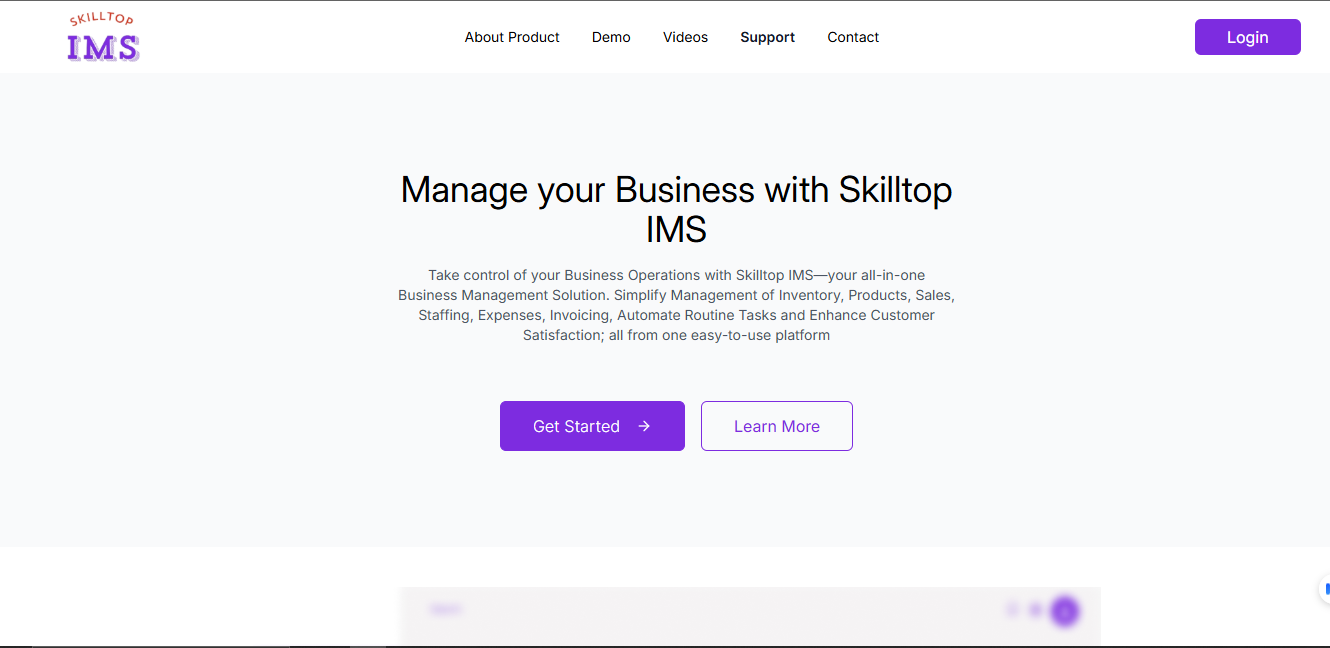 SKILLTOP
IMS
About Product
Demo
Videos
Support
Contact
Login
Manage your Business with Skilltop
IMS
Take control of your Business Operations with Skilltop IMS—your all-in-one
Business Management Solution. Simplify Management of Inventory, Products, Sales,
Staffing, Expenses, Invoicing, Automate Routine Tasks and Enhance Customer
Satisfaction; all from one easy-to-use platform
Get Started →
Learn More